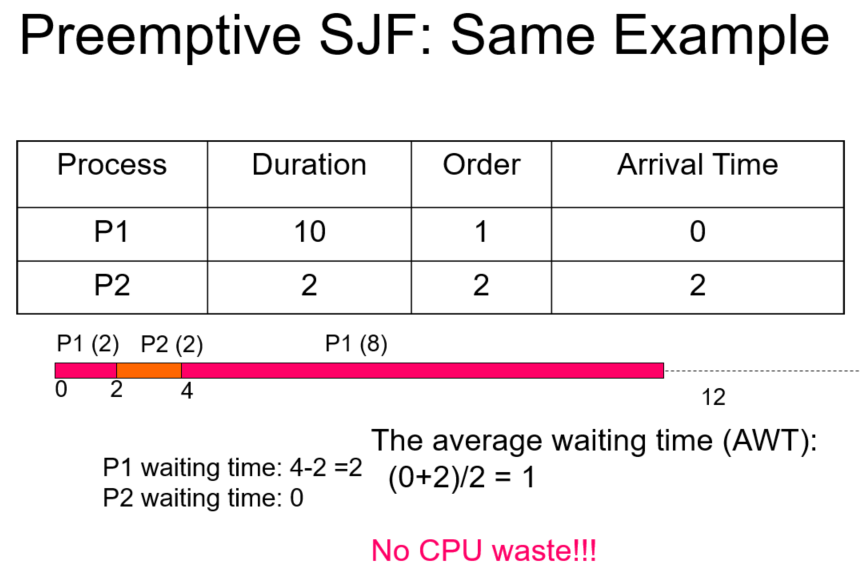 Preemptive SJF: Same Example
Process Duration Order Arrival Time
P1 10 1 0
P2 2 2 2
P1 (2) P2 (2) P1 (8)
0 2 4 12
P1 waiting time: 4-2 =2
P2 waiting time: 0
The average waiting time (AWT):
(0+2)/2 = 1
No CPU waste!!!